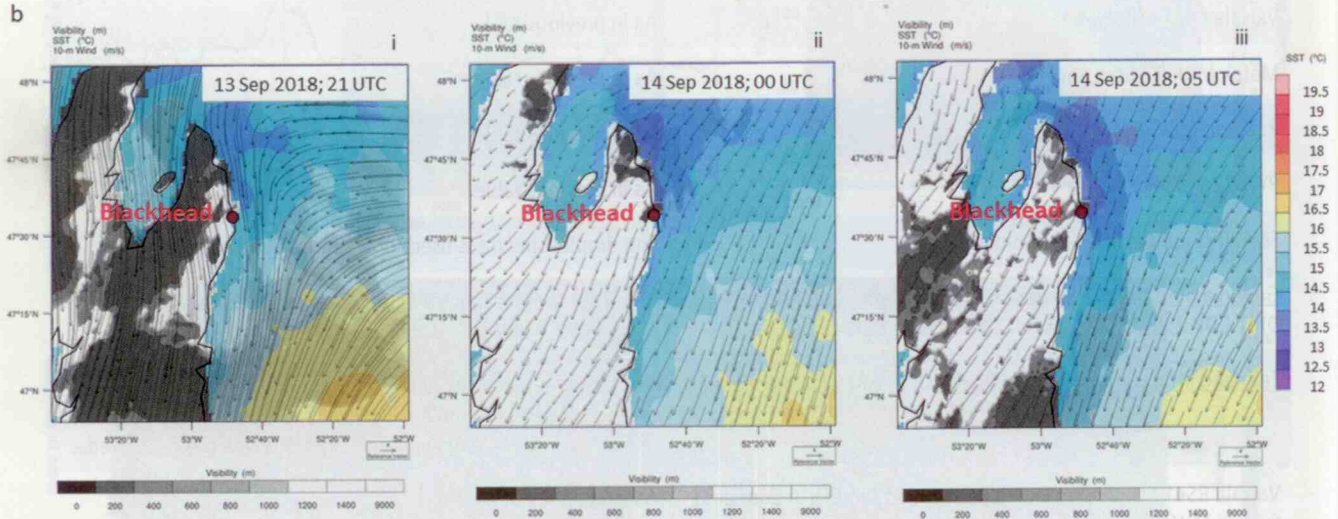 b
Visibility (m)
SST (°C)
10-m Wind (m/s)
i
13 Sep 2018; 21 UTC
48°N
47°45'N
47°30'N
47°15'N
47°N
Blackhead
53°20'W 53°W 52°40'W 52°20'W 52°W
Reference Vector
Visibility (m)
0 200 400 600 800 1000 1200 1400 9000
Visibility (m)
SST (°C)
10-m Wind (m/s)
ii
14 Sep 2018; 00 UTC
48°N
47°45'N
47°30'N
47°15'N
47°N
Blackhead
53°20'W 53°W 52°40'W 52°20'W 52°W
Reference Vector
Visibility (m)
0 200 400 600 800 1000 1200 1400 9000
Visibility (m)
SST (°C)
10-m Wind (m/s)
iii
14 Sep 2018; 05 UTC
48°N
47°45'N
47°30'N
47°15'N
47°N
Blackhead
53°20'W 53°W 52°40'W 52°20'W 52°W
Reference Vector
Visibility (m)
0 200 400 600 800 1000 1200 1400 9000
SST (°C)
19.5
19
18.5
18
17.5
17
16.5
16
15.5
15
14.5
14
13.5
13
12.5
12